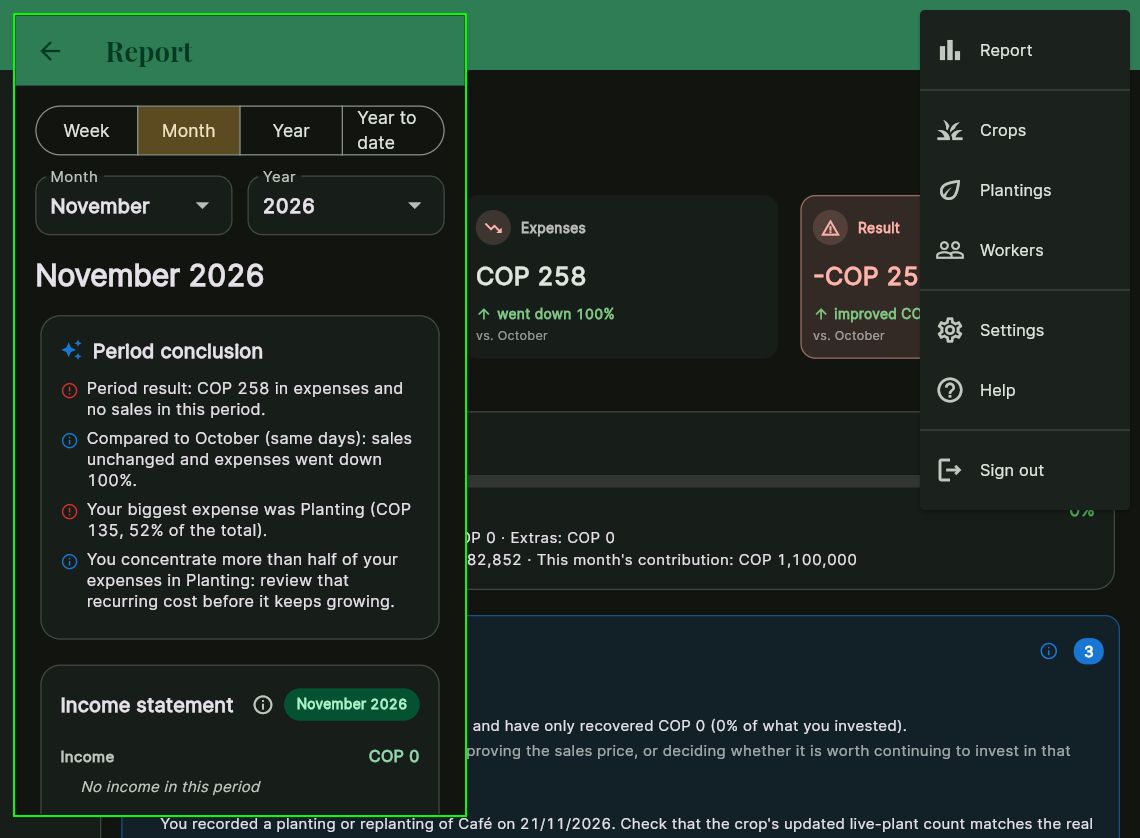 Report
Week
Month
Year
Year to
date
Month
November
Year
2026
November 2026
Period conclusion
Period result: COP 258 in expenses and
no sales in this period.
Compared to October (same days): sales
unchanged and expenses went down
100%.
Your biggest expense was Planting (COP
135, 52% of the total).
You concentrate more than half of your
expenses in Planting: review that
recurring cost before it keeps growing.
Income statement
November 2026
Income
COP 0
No income in this period
Expenses
COP 258
went down 100%
vs. October
Result
-COP 25
improved CO
vs. October
0 · Extras: COP 0
82,852 · This month's contribution: COP 1,100,000
3
and have only recovered COP 0 (0% of what you invested).
proving the sales price, or deciding whether it is worth continuing to invest in that
You recorded a planting or replanting of Café on 21/11/2026. Check that the crop's updated live-plant count matches the real
Report
Crops
Plantings
Workers
Settings
Help
Sign out
0%